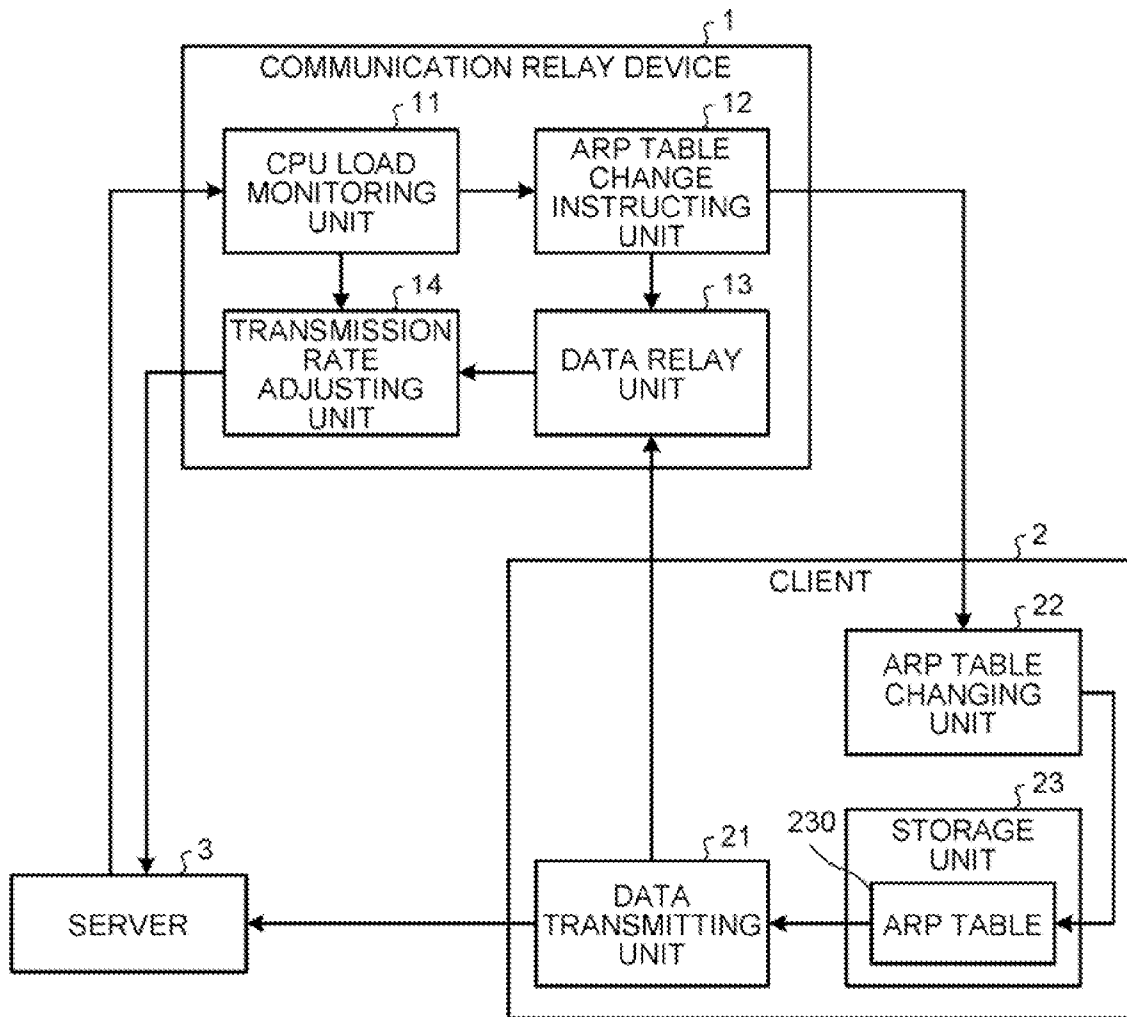 1
COMMUNICATION RELAY DEVICE
11
CPU LOAD
MONITORING
UNIT
12
ARP TABLE
CHANGE
INSTRUCTING
UNIT
14
TRANSMISSION
RATE
ADJUSTING
UNIT
13
DATA RELAY
UNIT
2
CLIENT
22
ARP TABLE
CHANGING
UNIT
23
STORAGE
UNIT
230
ARP TABLE
21
DATA
TRANSMITTING
UNIT
3
SERVER